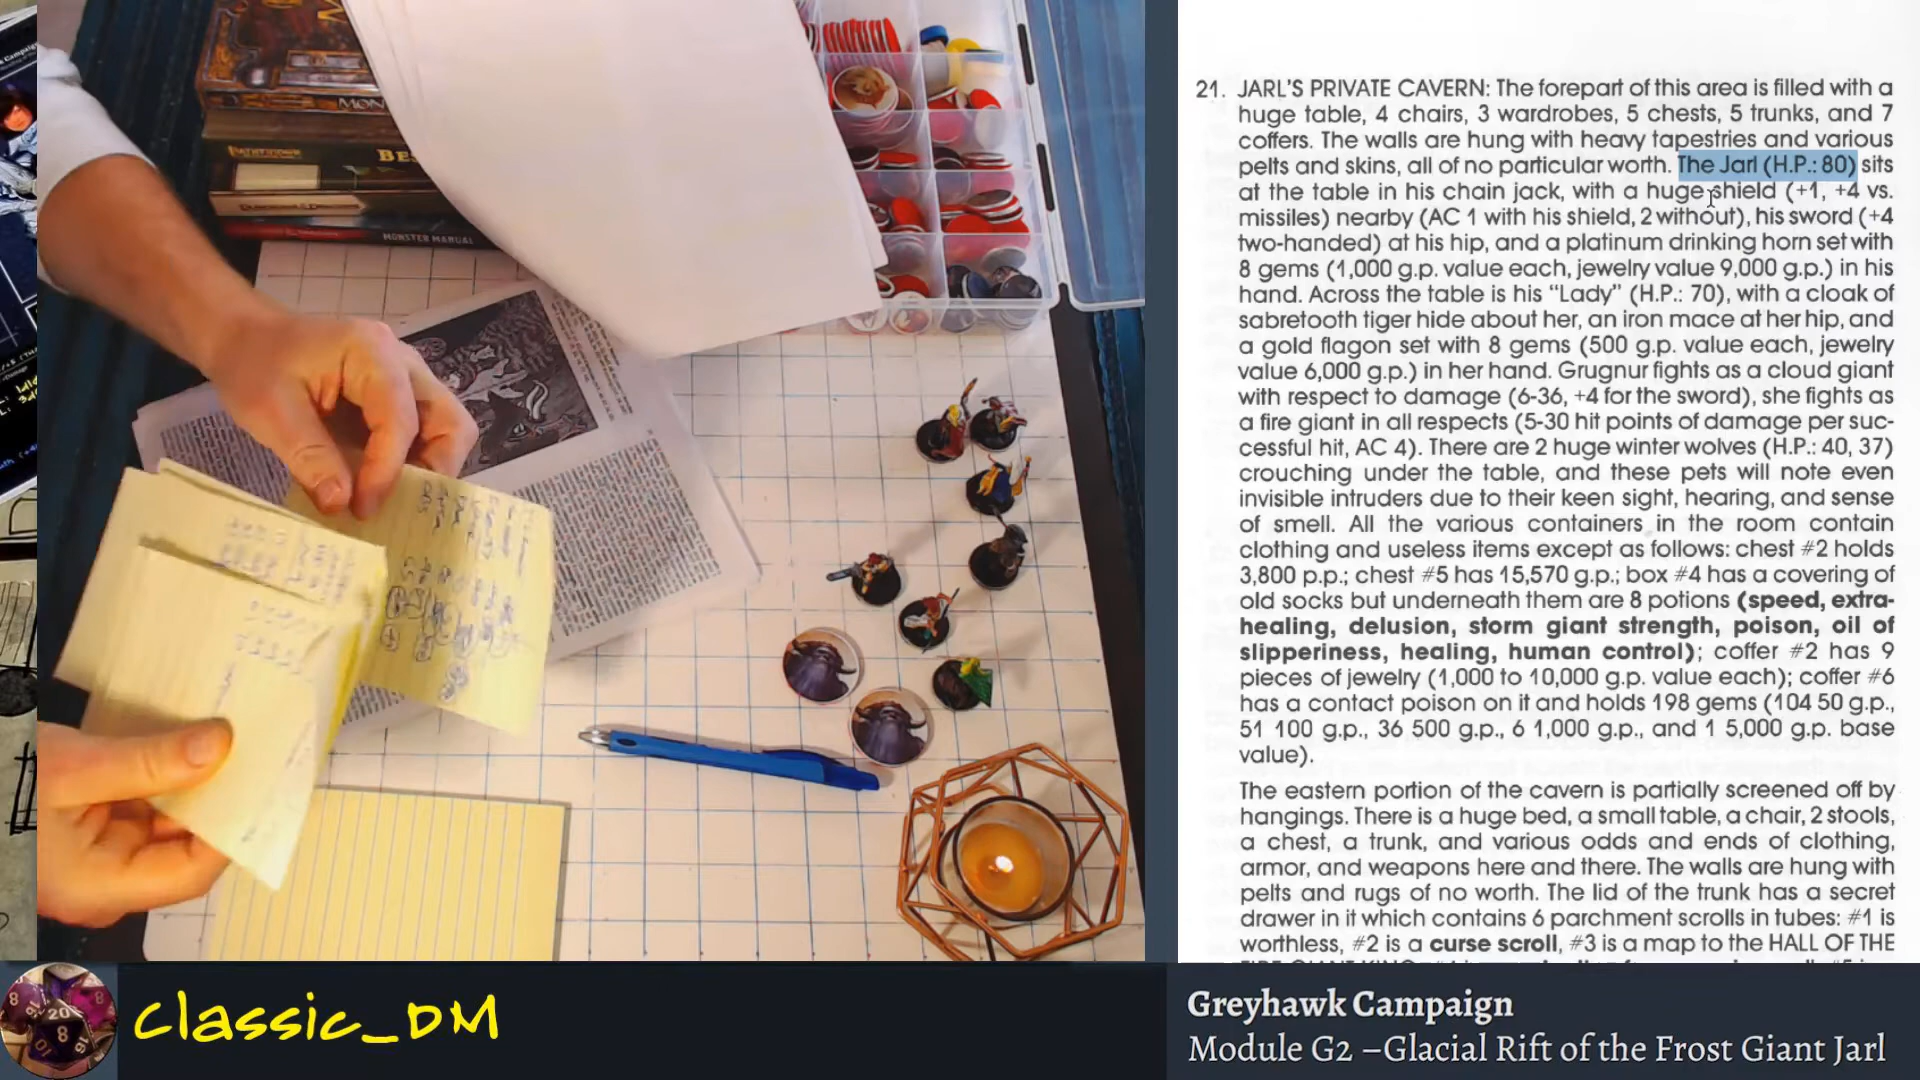 MON
BES
MONSTER MANUAL
21. JARL'S PRIVATE CAVERN: The forepart of this area is filled with a
huge table, 4 chairs, 3 wardrobes, 5 chests, 5 trunks, and 7
coffers. The walls are hung with heavy tapestries and various
pelts and skins, all of no particular worth. The Jarl (H.P.: 80) sits
at the table in his chain jack, with a huge shield (+1, +4 vs.
missiles) nearby (AC 1 with his shield, 2 without), his sword (+4
two-handed) at his hip, and a platinum drinking horn set with
8 gems (1,000 g.p. value each, jewelry value 9,000 g.p.) in his
hand. Across the table is his “Lady” (H.P.: 70), with a cloak of
sabretooth tiger hide about her, an iron mace at her hip, and
a gold flagon set with 8 gems (500 g.p. value each, jewelry
value 6,000 g.p.) in her hand. Grugnur fights as a cloud giant
with respect to damage (6-36, +4 for the sword), she fights as
a fire giant in all respects (5-30 hit points of damage per suc-
cessful hit, AC 4). There are 2 huge winter wolves (H.P.: 40, 37)
crouching under the table, and these pets will note even
invisible intruders due to their keen sight, hearing, and sense
of smell. All the various containers in the room contain
clothing and useless items except as follows: chest #2 holds
3,800 p.p.; chest #5 has 15,570 g.p.; box #4 has a covering of
old socks but underneath them are 8 potions (speed, extra-
healing, delusion, storm giant strength, poison, oil of
slipperiness, healing, human control); coffer #2 has 9
pieces of jewelry (1,000 to 10,000 g.p. value each); coffer #6
has a contact poison on it and holds 198 gems (104 50 g.p.,
51 100 g.p., 36 500 g.p., 6 1,000 g.p., and 1 5,000 g.p. base
value).
The eastern portion of the cavern is partially screened off by
hangings. There is a huge bed, a small table, a chair, 2 stools,
a chest, a trunk, and various odds and ends of clothing,
armor, and weapons here and there. The walls are hung with
pelts and rugs of no worth. The lid of the trunk has a secret
drawer in it which contains 6 parchment scrolls in tubes: #1 is
worthless, #2 is a curse scroll, #3 is a map to the HALL OF THE
classic_DM
Greyhawk Campaign
Module G2 –Glacial Rift of the Frost Giant Jarl